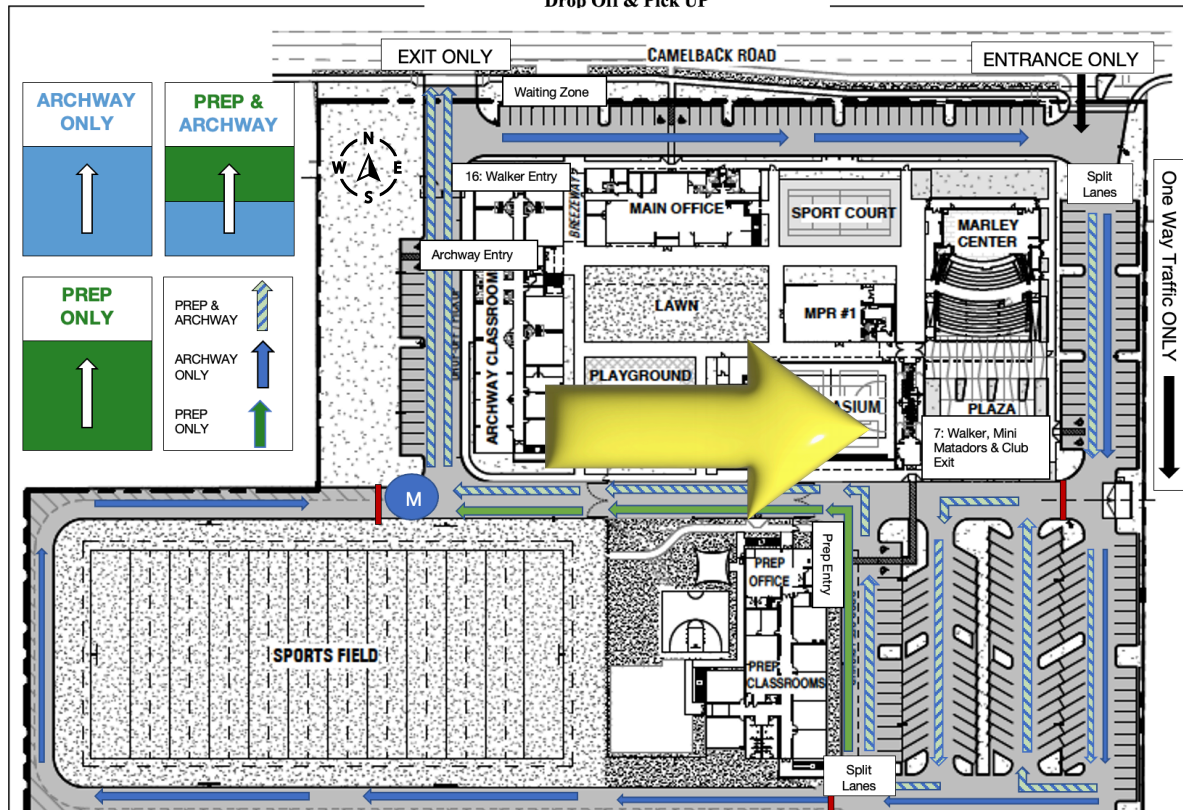 Drop Off & Pick UP
EXIT ONLY
CAMELBACK ROAD
ENTRANCE ONLY
Waiting Zone
ARCHWAY
ONLY
PREP &
ARCHWAY
N
W
E
S
16: Walker Entry
BREEZEWAY
MAIN OFFICE
SPORT COURT
Split
Lanes
MARLEY
CENTER
One Way Traffic ONLY
Archway Entry
ARCHWAY CLASSROOM
LAWN
MPR #1
PREP
ONLY
PREP &
ARCHWAY
ARCHWAY
ONLY
PREP
ONLY
PLAYGROUND
ASIUM
PLAZA
7: Walker, Mini
Matadors & Club
Exit
M
Prep Entry
PREP
OFFICE
SPORTS FIELD
PREP
CLASSROOMS
Split
Lanes